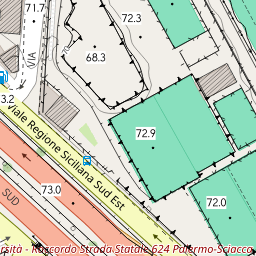 71.7
72.3
68.3
VIA
3.2
Viale Regione Siciliana Sud Est
72.9
73.0
SUD
72.0
ersità - Raccordo Strada Statale 624 Palermo-Sciacca